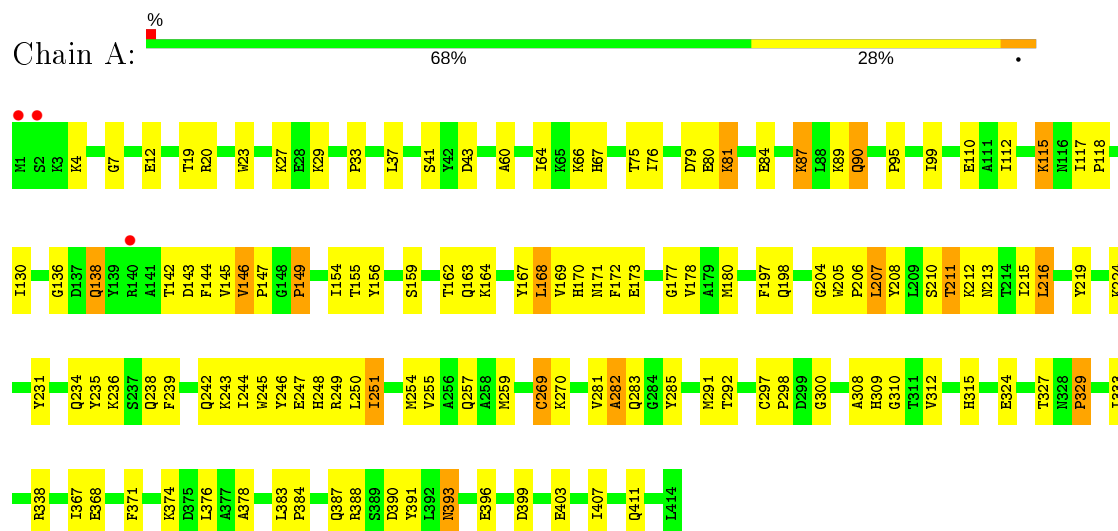 %
Chain A:
68% 28% •
M1 S2 K3 K4 G7 E12 T19 R20 W23 K27 E28 K29 P33 L37 S41 Y42 D43 A60 I64 K65 K66 H67 T75 I76 D79 E80 K81 E84 K87 L88 K89 Q90 P95 I99 E110 A111 I112 K115 N116 I117 P118
I130 G136 D137 Q138 Y139 R140 A141 T142 D143 F144 V145 V146 P147 G148 P149 I154 T155 Y156 S159 T162 Q163 K164 Y167 L168 V169 H170 N171 F172 E173 G177 V178 A179 M180 F197 Q198 G204 W205 P206 L207 Y208 L209 S210 T211 K212 N213 T214 I215 L216 Y219 K224
Y231 Q234 Y235 K236 S237 Q238 F239 Q242 K243 I244 W245 Y246 E247 H248 R249 L250 I251 M254 V255 A256 Q257 A258 M259 C269 K270 V281 A282 Q283 G284 Y285 M291 T292 C297 P298 D299 G300 A308 H309 G310 T311 V312 H315 E324 T327 N328 P329 I333
R338 I367 E368 F371 K374 D375 L376 A377 A378 L383 P384 Q387 R388 S389 D390 Y391 L392 N393 E396 D399 E403 I407 Q411 L414